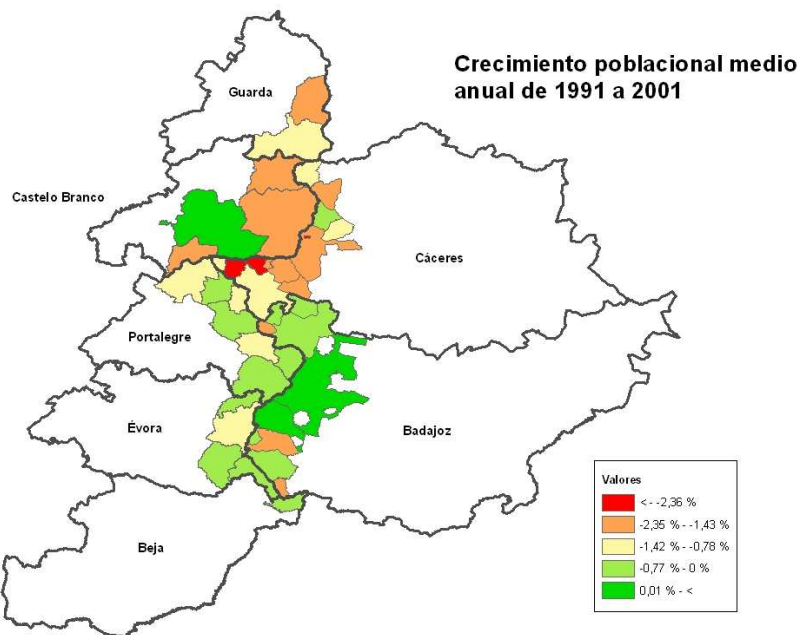 Crecimiento poblacional medio
anual de 1991 a 2001
Guarda
Castelo Branco
Cáceres
Portalegre
Évora
Badajoz
Beja
Valores
< - -2,36 %
-2,35 % - -1,43 %
-1,42 % - -0,78 %
-0,77 % - 0 %
0,01 % - <